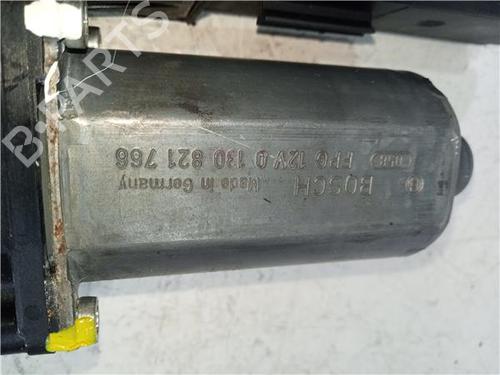 BOSCH
Made in Germany
FPG 12V 0 130 821 766
B-PARTS